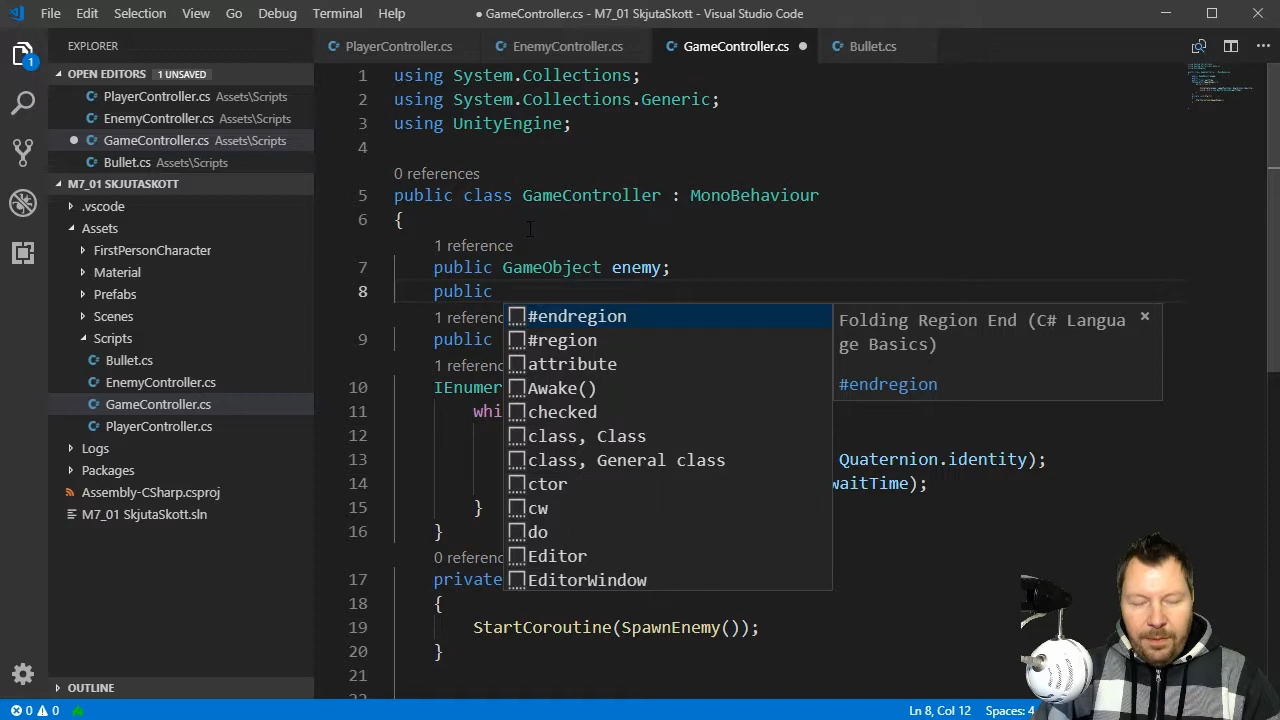 File Edit Selection View Go Debug Terminal Help
● GameController.cs - M7_01 SkjutaSkott - Visual Studio Code
EXPLORER
PlayerController.cs
EnemyController.cs
GameController.cs
Bullet.cs
OPEN EDITORS 1 UNSAVED
PlayerController.cs Assets\Scripts
EnemyController.cs Assets\Scripts
GameController.cs Assets\Scripts
Bullet.cs Assets\Scripts
1
M7_01 SKJUTASKOTT
.vscode
Assets
FirstPersonCharacter
Material
Prefabs
Scenes
Scripts
Bullet.cs
EnemyController.cs
GameController.cs
PlayerController.cs
Logs
Packages
Assembly-CSharp.csproj
M7_01 SkjutaSkott.sln
OUTLINE
1 using System.Collections;
2 using System.Collections.Generic;
3 using UnityEngine;
4
0 references
5 public class GameController : MonoBehaviour
6 {
1 reference
7 public GameObject enemy;
8 public
1 referenc
9 public
1 referenc
10 IEnumer
11 whi
12
13 Quaternion.identity);
14 waitTime);
15 }
16 }
0 referenc
17 private
18 {
19 StartCoroutine(SpawnEnemy());
20 }
21
22
#endregion
#region
attribute
Awake()
checked
class, Class
class, General class
ctor
cw
do
Editor
EditorWindow
Folding Region End (C# Langua
ge Basics)
#endregion
0 0
Ln 8, Col 12 Spaces: 4